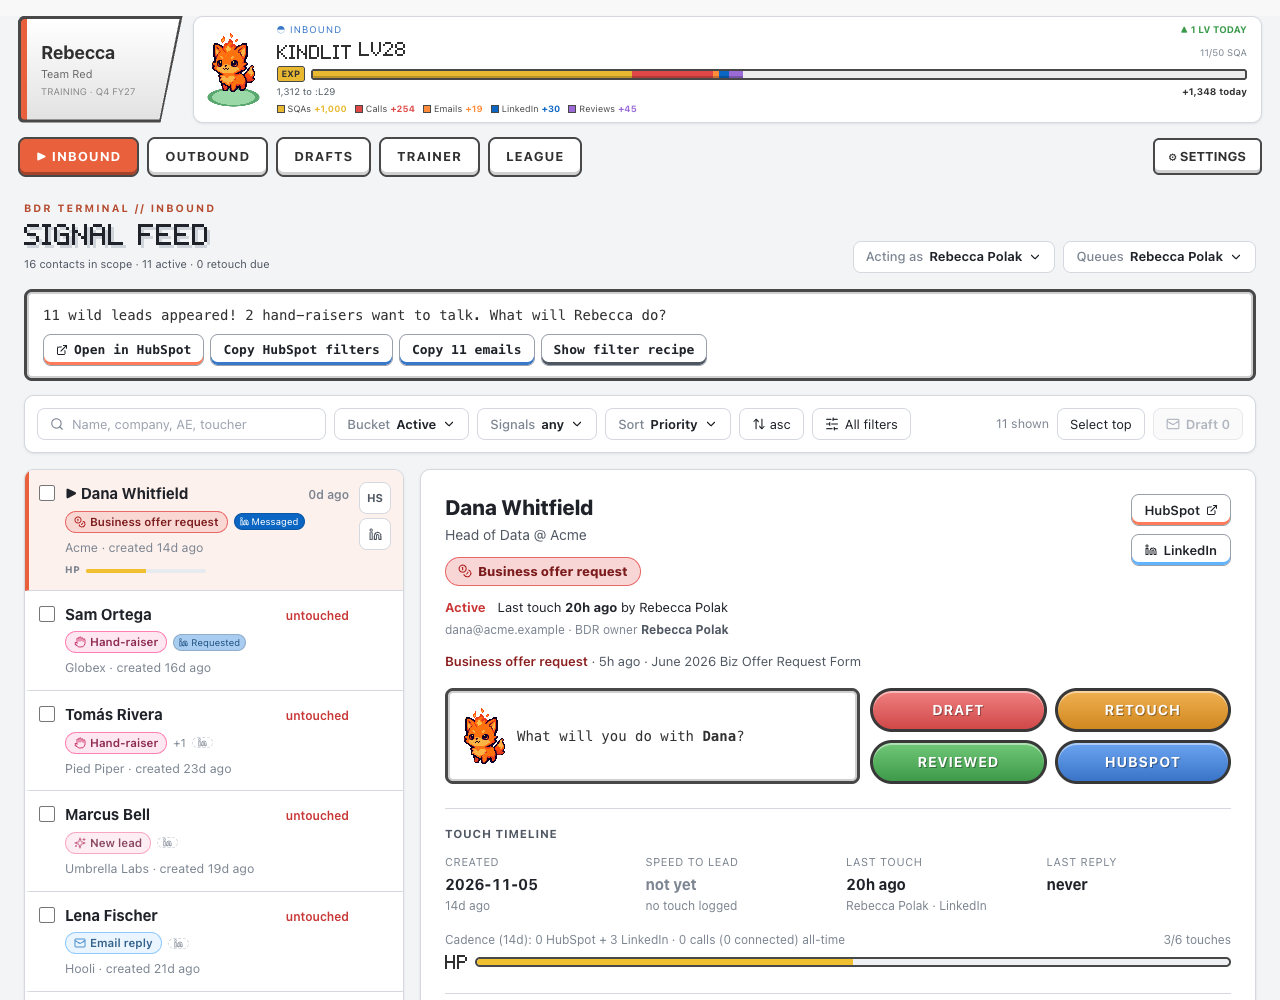 Rebecca
Team Red
TRAINING · Q4 FY27
INBOUND
▲ 1 LV TODAY
KINDLIT LV28
11/50 SQA
EXP
1,312 to :L29
+1,348 today
SQAs +1,000 Calls +254 Emails +19 LinkedIn +30 Reviews +45
▶ INBOUND
OUTBOUND
DRAFTS
TRAINER
LEAGUE
⚙ SETTINGS
BDR TERMINAL // INBOUND
SIGNAL FEED
16 contacts in scope · 11 active · 0 retouch due
Acting as Rebecca Polak
Queues Rebecca Polak
11 wild leads appeared! 2 hand-raisers want to talk. What will Rebecca do?
Open in HubSpot
Copy HubSpot filters
Copy 11 emails
Show filter recipe
Name, company, AE, toucher
Bucket Active
Signals any
Sort Priority
asc
All filters
11 shown
Select top
Draft 0
▶ Dana Whitfield
0d ago
HS
Business offer request
in Messaged
in
Acme · created 14d ago
HP
Sam Ortega
untouched
Hand-raiser
in Requested
Globex · created 16d ago
Tomás Rivera
untouched
Hand-raiser
+1
in
Pied Piper · created 23d ago
Marcus Bell
untouched
New lead
in
Umbrella Labs · created 19d ago
Lena Fischer
untouched
Email reply
in
Hooli · created 21d ago
Dana Whitfield
Head of Data @ Acme
HubSpot
in LinkedIn
Business offer request
Active Last touch 20h ago by Rebecca Polak
dana@acme.example · BDR owner Rebecca Polak
Business offer request · 5h ago · June 2026 Biz Offer Request Form
What will you do with Dana?
DRAFT
RETOUCH
REVIEWED
HUBSPOT
TOUCH TIMELINE
CREATED
SPEED TO LEAD
LAST TOUCH
LAST REPLY
2026-11-05
not yet
20h ago
never
14d ago
no touch logged
Rebecca Polak · LinkedIn
Cadence (14d): 0 HubSpot + 3 LinkedIn · 0 calls (0 connected) all-time
3/6 touches
HP